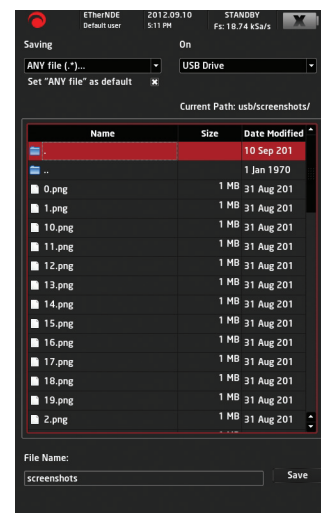 ETherNDE 2012.09.10 STANDBY
Default user 5:11 PM Fs: 18.74 kSa/s X
Saving On
ANY file (.*)... USB Drive
Set "ANY file" as default
Current Path: usb/screenshots/
Name Size Date Modified
. 10 Sep 201
.. 1 Jan 1970
0.png 1 MB 31 Aug 201
1.png 1 MB 31 Aug 201
10.png 1 MB 31 Aug 201
11.png 1 MB 31 Aug 201
12.png 1 MB 31 Aug 201
13.png 1 MB 31 Aug 201
14.png 1 MB 31 Aug 201
15.png 1 MB 31 Aug 201
16.png 1 MB 31 Aug 201
17.png 1 MB 31 Aug 201
18.png 1 MB 31 Aug 201
19.png 1 MB 31 Aug 201
2.png 1 MB 31 Aug 201
File Name:
screenshots Save